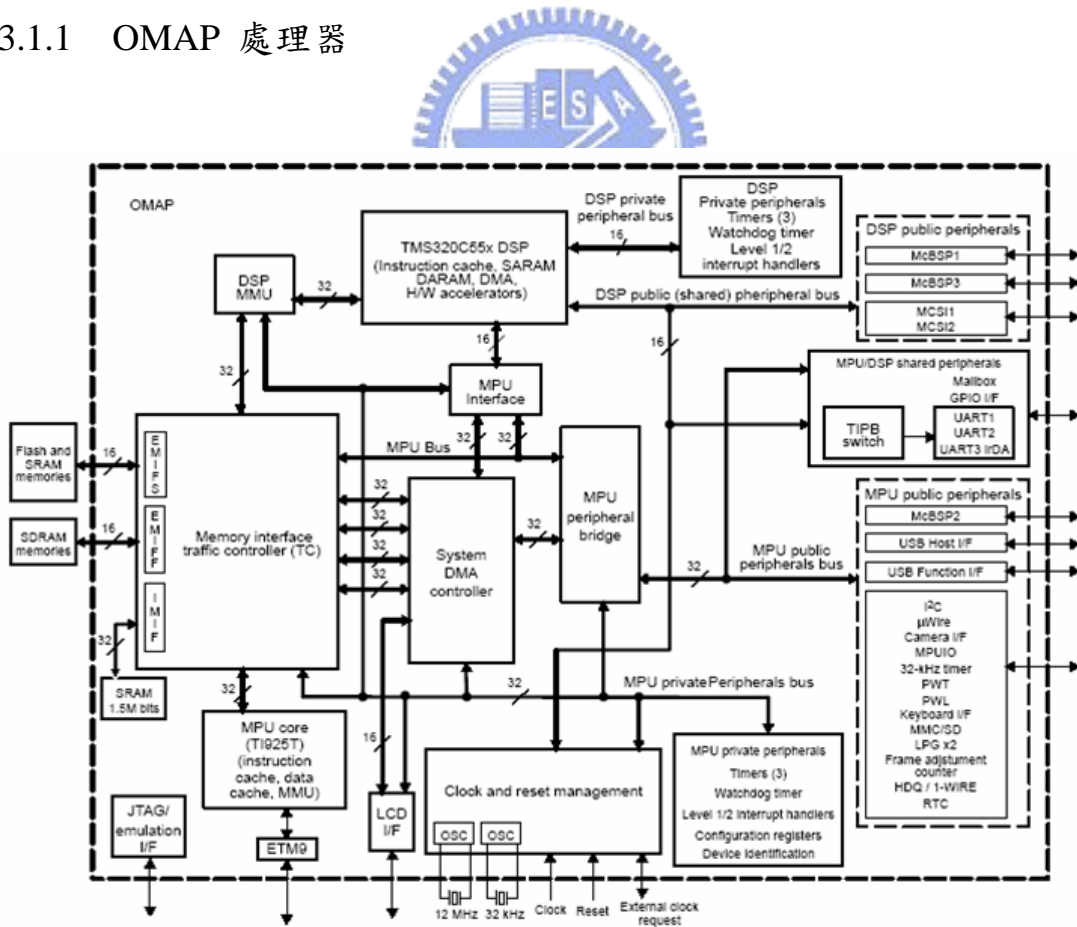 3.1.1 OMAP 處理器
E S A
OMAP
TMS320C55x DSP
(Instruction cache, SARAM
DARAM, DMA,
H/W accelerators)
DSP private
peripheral bus
16
DSP
Private peripherals
Timers (3)
Watchdog timer
Level 1/2
interrupt handlers
DSP public peripherals
McBSP1
McBSP3
MCSI1
MCSI2
DSP
MMU
32
DSP public (shared) pheripheral bus
16
16
32
MPU
Interface
MPU/DSP shared peripherals
Mailbox
GPIO I/F
TIPB
switch
UART1
UART2
UART3 IrDA
Flash and
SRAM
memories
16
EMIFS
MPU Bus
32
32
SDRAM
memories
16
EMIFF
Memory interface
traffic controller (TC)
32
32
32
32
System
DMA
controller
32
MPU
peripheral
bridge
MPU public
peripherals bus
32
MPU public peripherals
McBSP2
USB Host I/F
USB Function I/F
I²C
µWire
Camera I/F
MPUIO
32-kHz timer
PWT
PWL
Keyboard I/F
MMC/SD
LPG x2
Frame adjstument
counter
HDQ / 1-WIRE
RTC
IMIF
32
SRAM
1.5M bits
32
32
MPU privatePeripherals bus
MPU core
(TI925T)
(instruction
cache, data
cache, MMU)
16
LCD
I/F
Clock and reset management
OSC
OSC
MPU private peripherals
Timers (3)
Watchdog timer
Level 1/2 interrupt handlers
Configuration registers
Device identification
JTAG/
emulation
I/F
ETM9
12 MHz
32 kHz
Clock
Reset
External clock
request